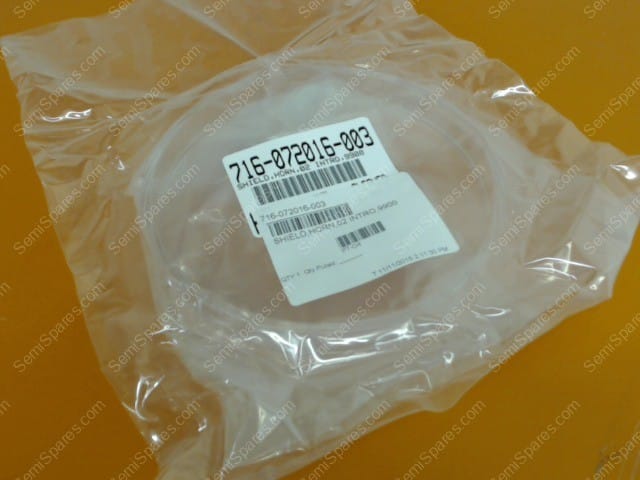 716-072016-003
SHIELD,HORN,02 INTRO,9900
716-072016-003
SHIELD,HORN,02 INTRO,9900
QTY 1
SemiSpares.com